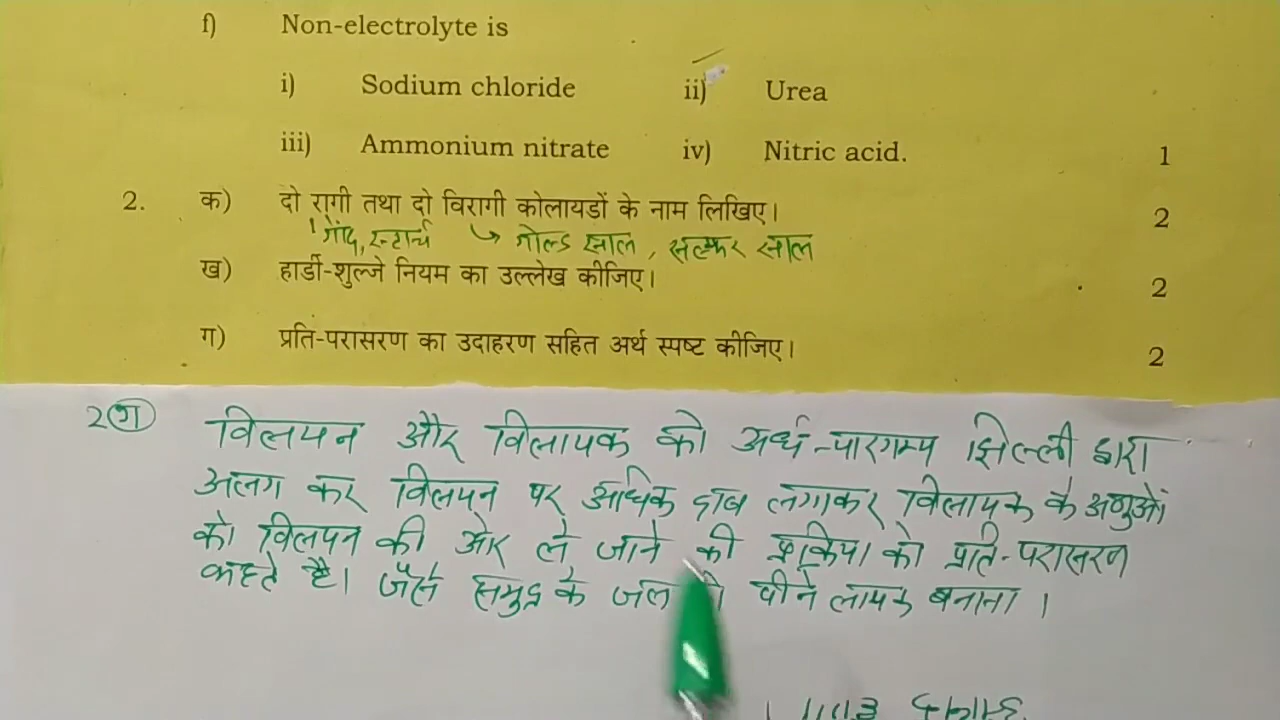 f) Non-electrolyte is
i) Sodium chloride ii) Urea
iii) Ammonium nitrate iv) Nitric acid. 1
2. क) दो रागी तथा दो विरागी कोलायडों के नाम लिखिए। 2
गोंद, स्टार्च ↳ गोल्ड साल, सल्फर साल
ख) हार्डी-शुल्जे नियम का उल्लेख कीजिए। 2
ग) प्रति-परासरण का उदाहरण सहित अर्थ स्पष्ट कीजिए। 2
2 ग विलयन और विलायक को अर्ध-पारगम्य झिल्ली द्वारा
अलग कर विलयन पर अधिक दाब लगाकर विलायक के अणुओं
को विलयन की ओर ले जाने की प्रक्रिया को प्रति-परासरण
कहते है। जैसे समुद्र के जल पीने लायक बनाना।